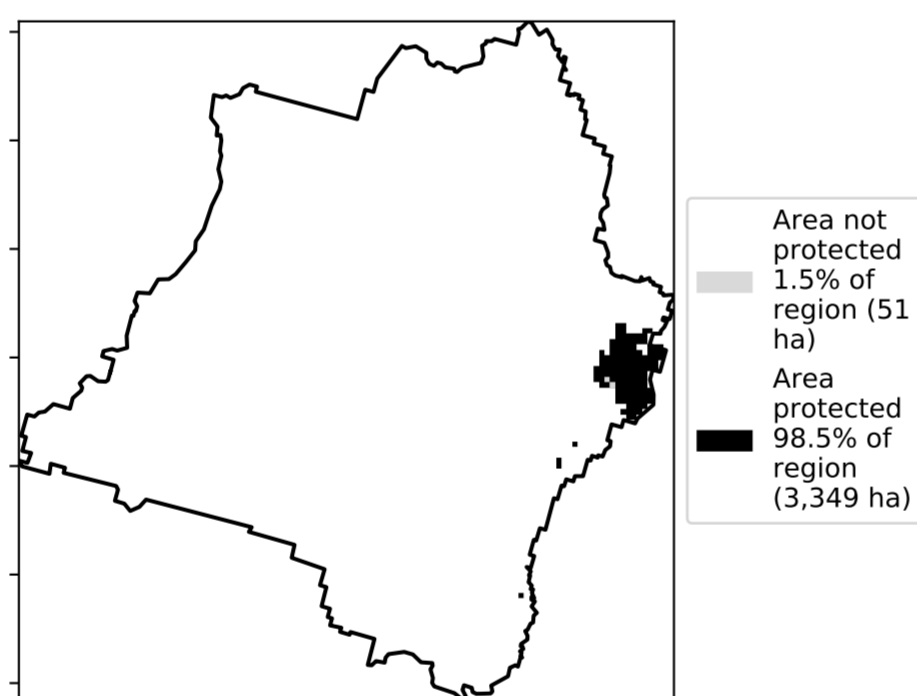 Area not
protected
1.5% of
region (51
ha)
Area
protected
98.5% of
region
(3,349 ha)